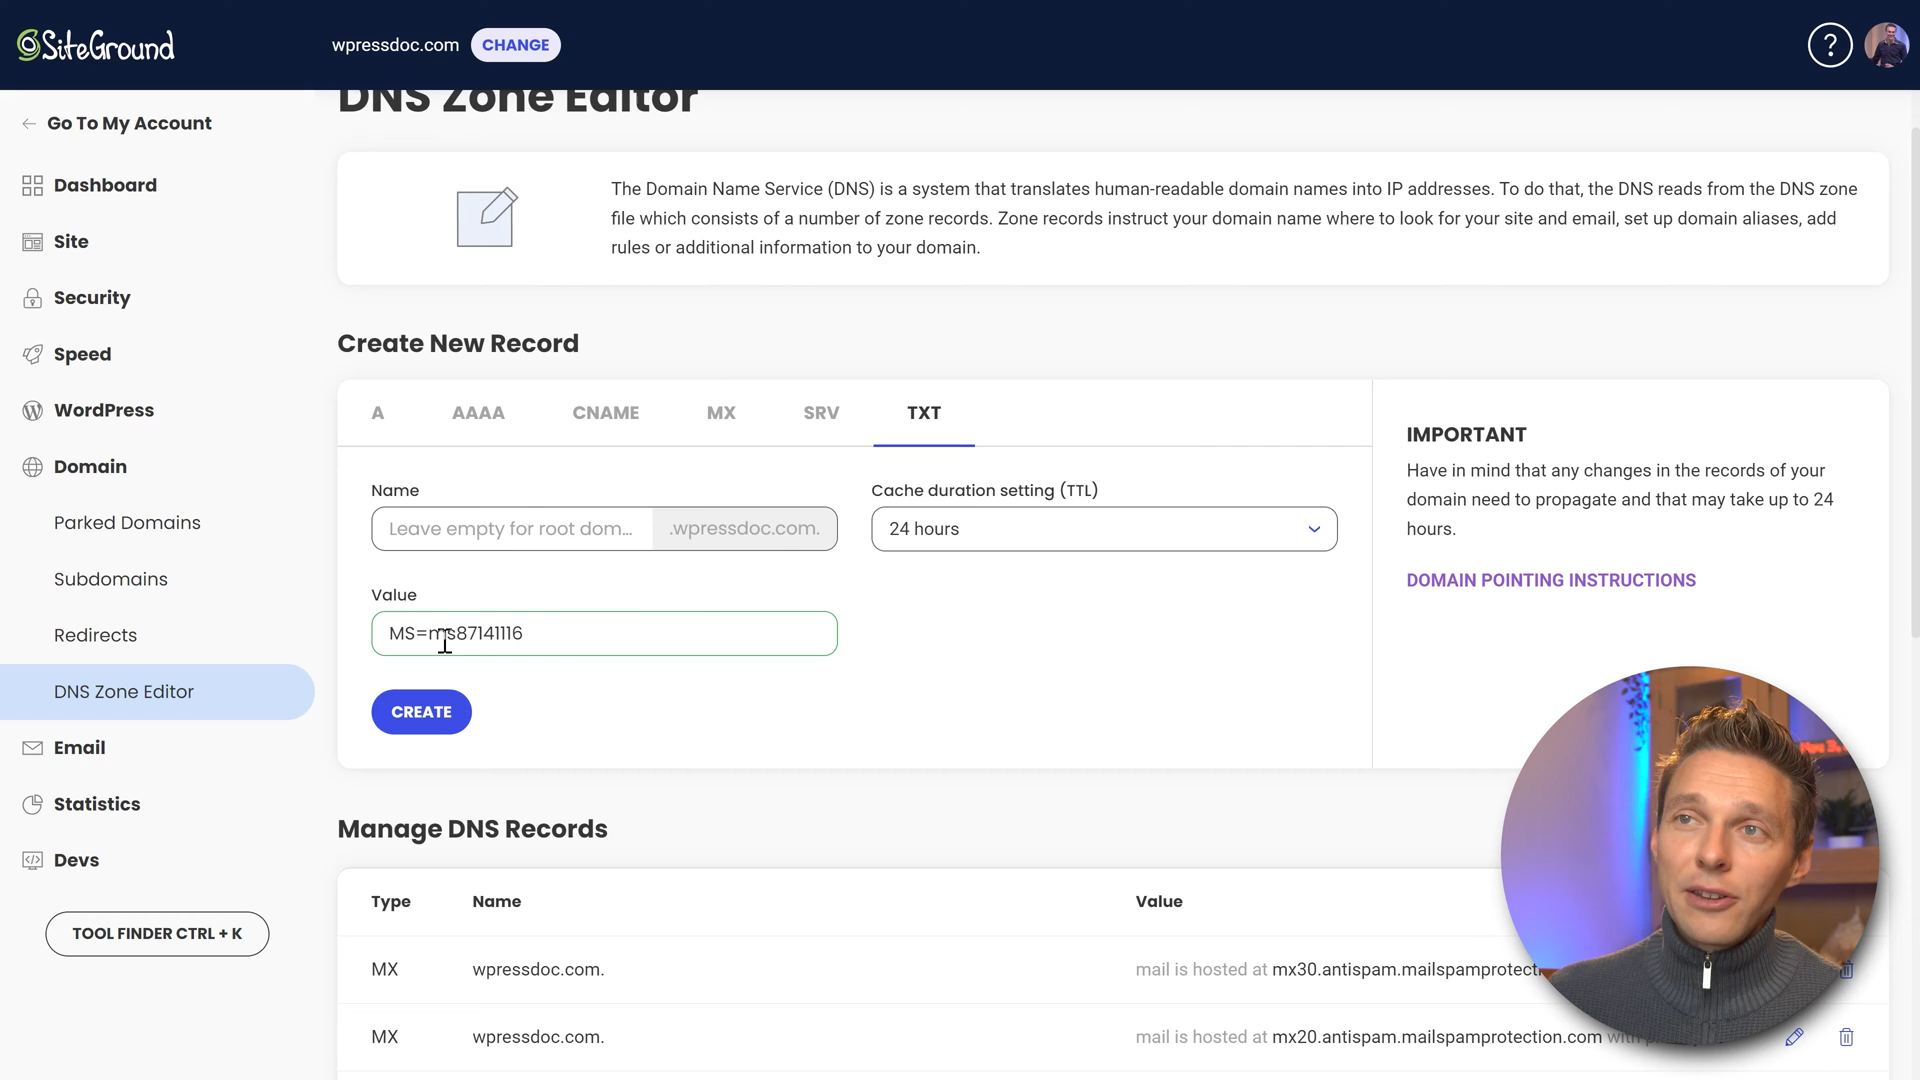 SiteGround
wpressdoc.com CHANGE
?
Go To My Account
Dashboard
Site
Security
Speed
WordPress
Domain
Parked Domains
Subdomains
Redirects
DNS Zone Editor
Email
Statistics
Devs
TOOL FINDER CTRL + K
DNS Zone Editor
The Domain Name Service (DNS) is a system that translates human-readable domain names into IP addresses. To do that, the DNS reads from the DNS zone
file which consists of a number of zone records. Zone records instruct your domain name where to look for your site and email, set up domain aliases, add
rules or additional information to your domain.
Create New Record
A AAAA CNAME MX SRV TXT
Name
Leave empty for root dom... .wpressdoc.com.
Cache duration setting (TTL)
24 hours
Value
MS=ms87141116
CREATE
IMPORTANT
Have in mind that any changes in the records of your
domain need to propagate and that may take up to 24
hours.
DOMAIN POINTING INSTRUCTIONS
Manage DNS Records
Type Name Value
MX wpressdoc.com. mail is hosted at mx30.antispam.mailspamprotecti
MX wpressdoc.com. mail is hosted at mx20.antispam.mailspamprotection.com with